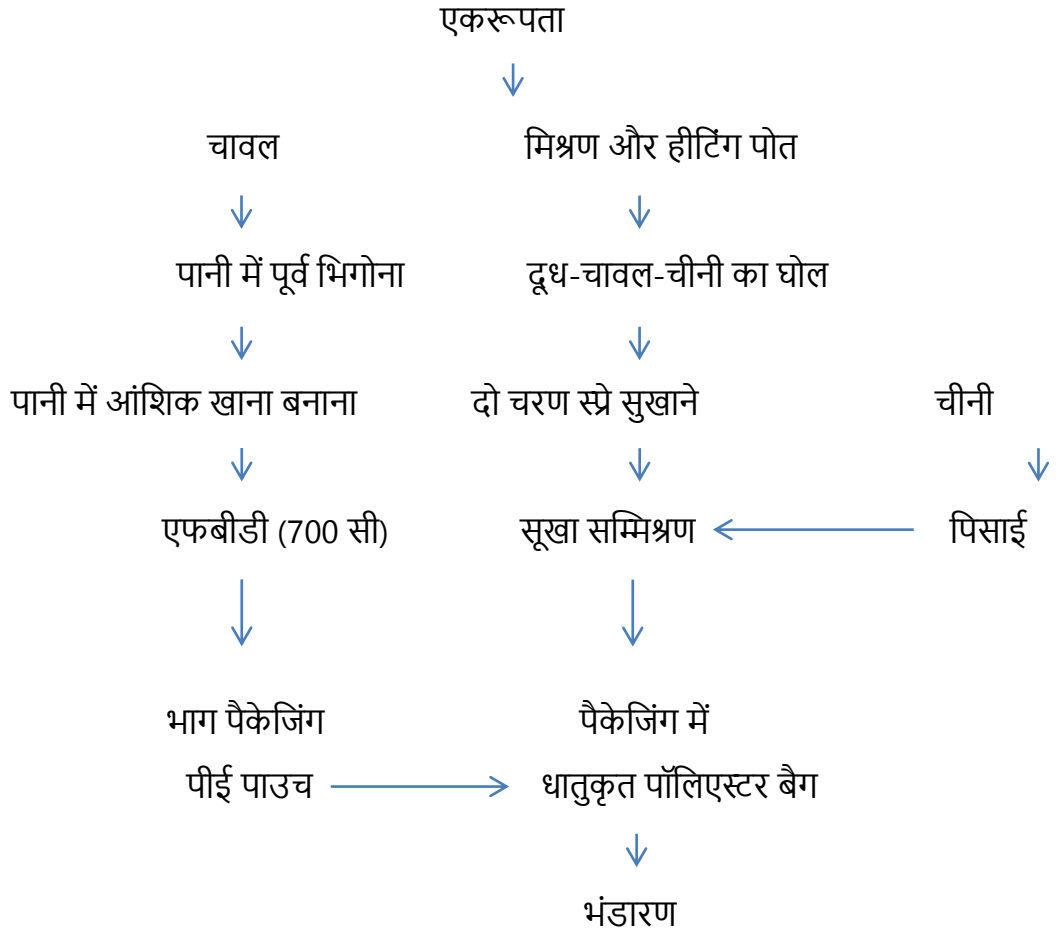 एकरूपता
चावल
मिश्रण और हीटिंग पोत
पानी में पूर्व भिगोना
दूध-चावल-चीनी का घोल
पानी में आंशिक खाना बनाना
दो चरण स्प्रे सुखाने
चीनी
एफबीडी (700 सी)
सूखा सम्मिश्रण
पिसाई
भाग पैकेजिंग
पैकेजिंग में
पीई पाउच
धातुकृत पॉलिएस्टर बैग
भंडारण